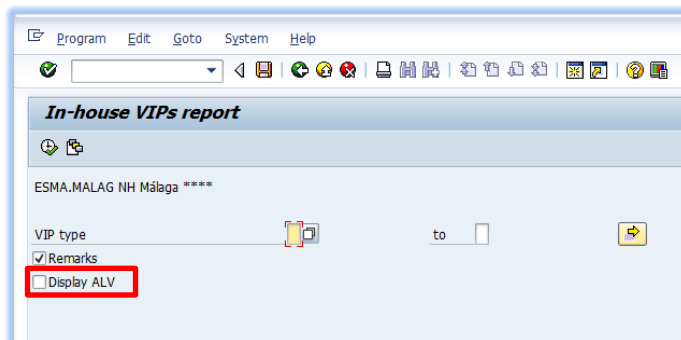 Program Edit Goto System Help
In-house VIPs report
ESMA.MALAG NH Málaga ****
VIP type to
Remarks
Display ALV